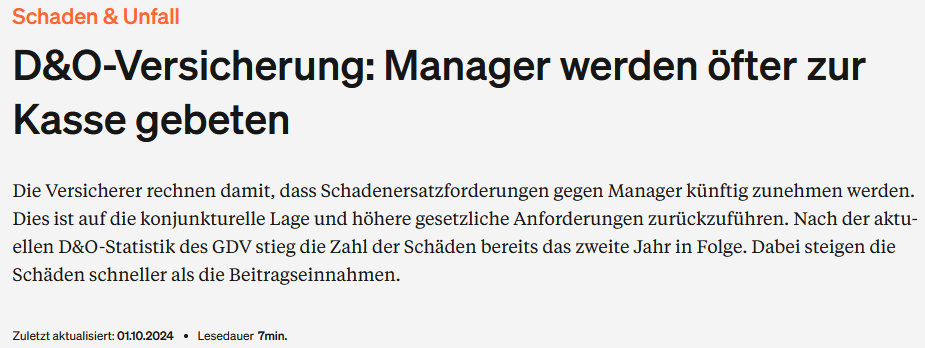 Schaden & Unfall
D&O-Versicherung: Manager werden öfter zur
Kasse gebeten
Die Versicherer rechnen damit, dass Schadenersatzforderungen gegen Manager künftig zunehmen werden.
Dies ist auf die konjunkturelle Lage und höhere gesetzliche Anforderungen zurückzuführen. Nach der aktu-
ellen D&O-Statistik des GDV stieg die Zahl der Schäden bereits das zweite Jahr in Folge. Dabei steigen die
Schäden schneller als die Beitragseinnahmen.
Zuletzt aktualisiert: 01.10.2024 • Lesedauer 7min.